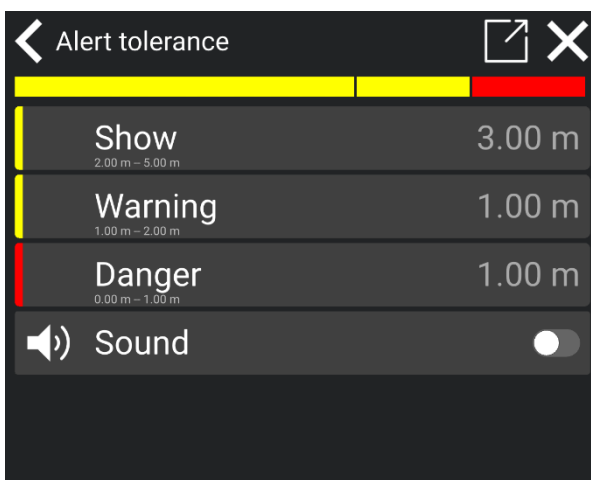 Alert tolerance
Show
3.00 m
2.00 m – 5.00 m
Warning
1.00 m
1.00 m – 2.00 m
Danger
1.00 m
0.00 m – 1.00 m
Sound